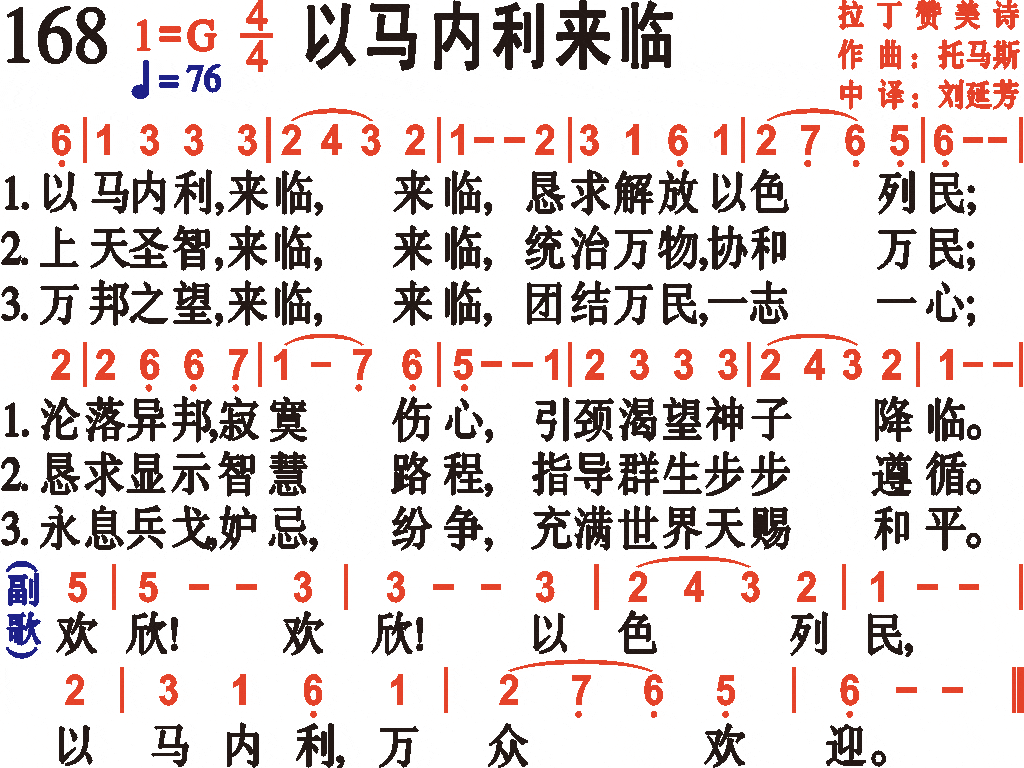 168 1=G 4/4 以马内利来临 拉丁赞美诗
♩=76 作曲：托马斯
中译：刘延芳
6̣|1 3 3 3|2 4 3 2|1--2|3 1 6̣ 1|2 7̣ 6̣ 5̣|6̣--|
1.以马内利,来临, 来临, 恳求解放以色 列民;
2.上天圣智,来临, 来临, 统治万物,协和 万民;
3.万邦之望,来临, 来临, 团结万民,一志 一心;
2|2 6̣ 6̣ 7̣|1 - 7̣ 6̣|5̣--1|2 3 3 3|2 4 3 2|1--|
1.沦落异邦,寂寞 伤心, 引颈渴望神子 降临。
2.恳求显示智慧 路程, 指导群生步步 遵循。
3.永息兵戈,妒忌, 纷争, 充满世界天赐 和平。
(副歌) 5|5 - - 3|3 - - 3|2 4 3 2|1 - -|
欢欣! 欢欣! 以色 列民,
2|3 1 6̣ 1|2 7̣ 6̣ 5̣|6̣ - - ‖
以马内利, 万众 欢迎。